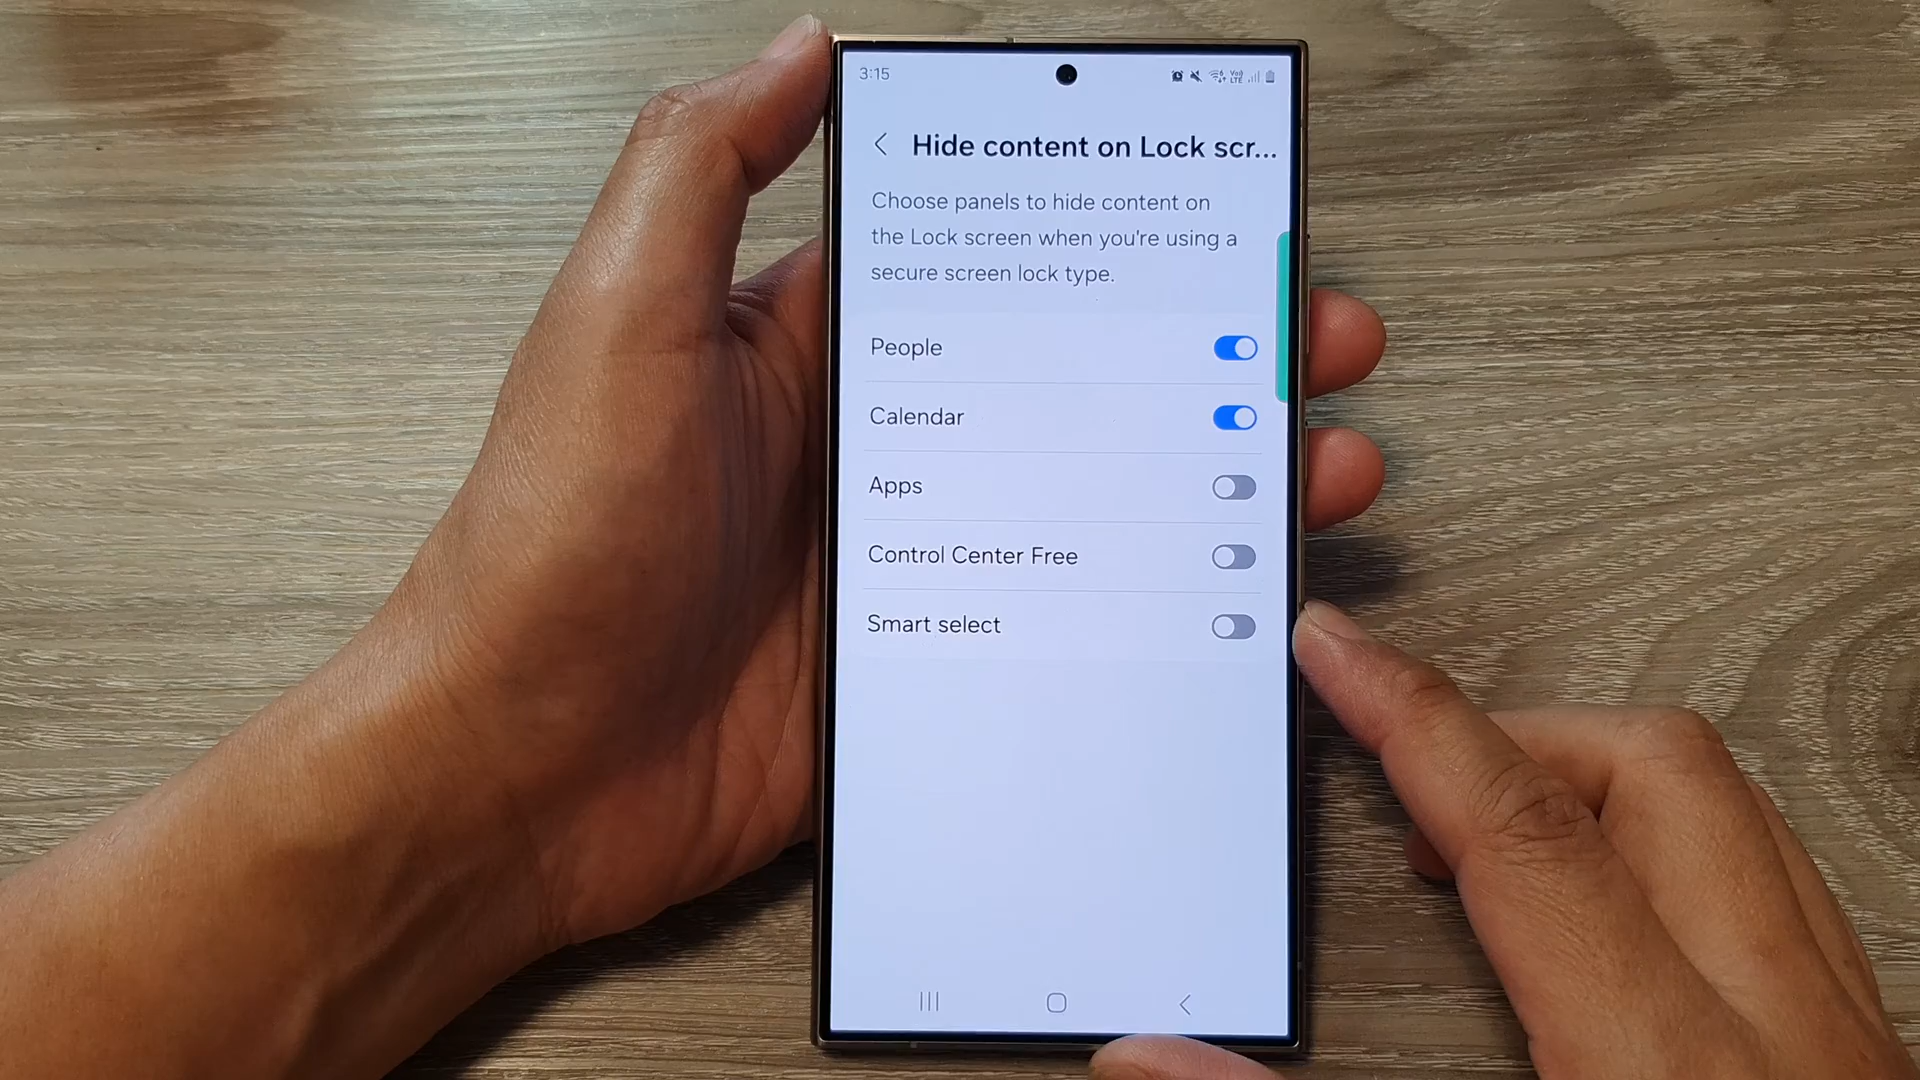 3:15
Hide content on Lock scr...
Choose panels to hide content on
the Lock screen when you're using a
secure screen lock type.
People
Calendar
Apps
Control Center Free
Smart select